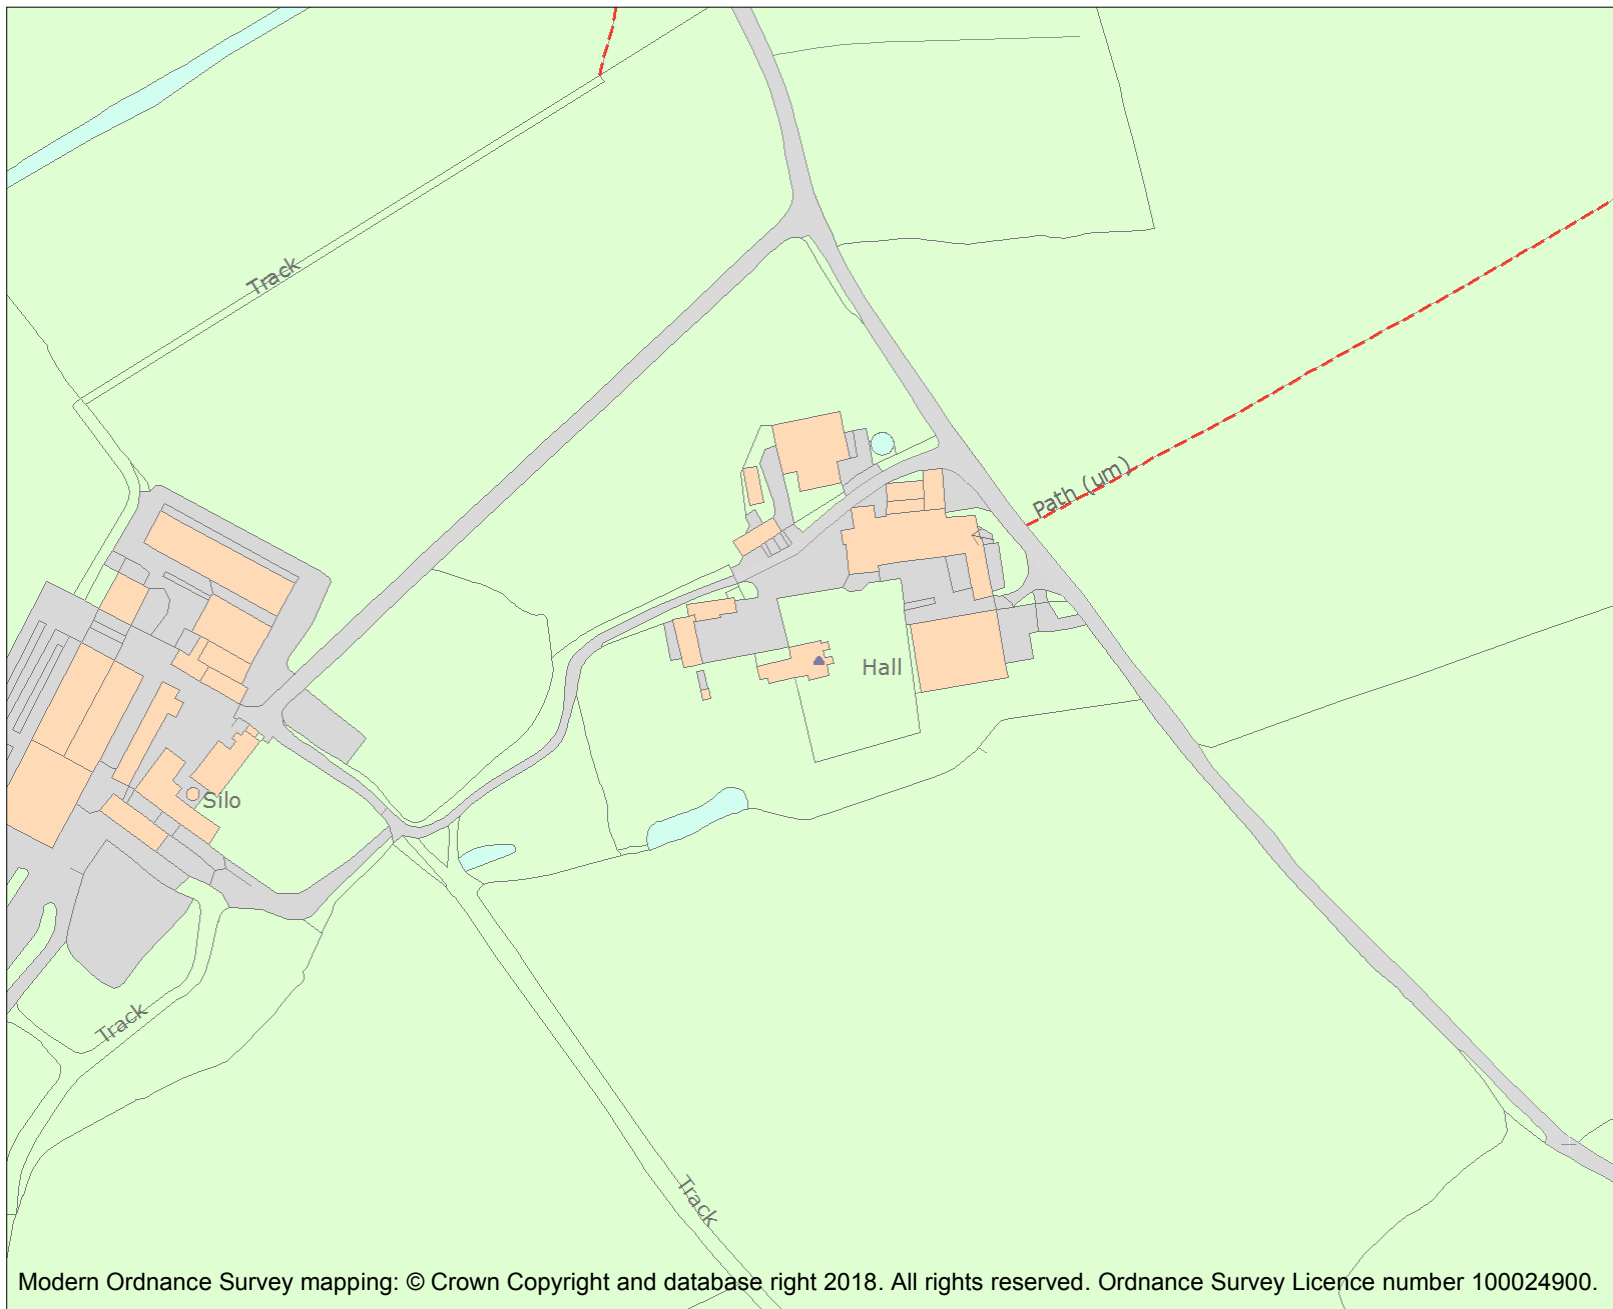 Track
Path (um)
Hall
Silo
Track
Track
Modern Ordnance Survey mapping: © Crown Copyright and database right 2018. All rights reserved. Ordnance Survey Licence number 100024900.